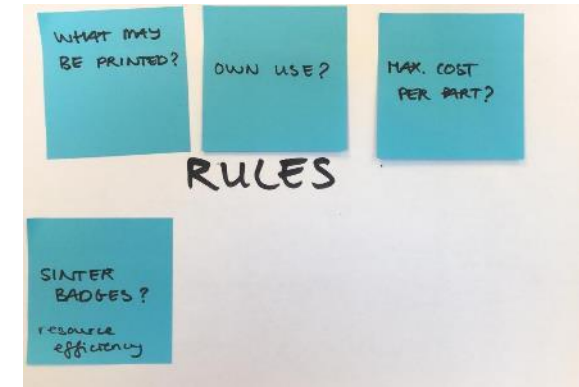 WHAT MAY
BE PRINTED?
OWN USE?
MAX. COST
PER PART?
RULES
SINTER
BADGES?
resource
efficiency